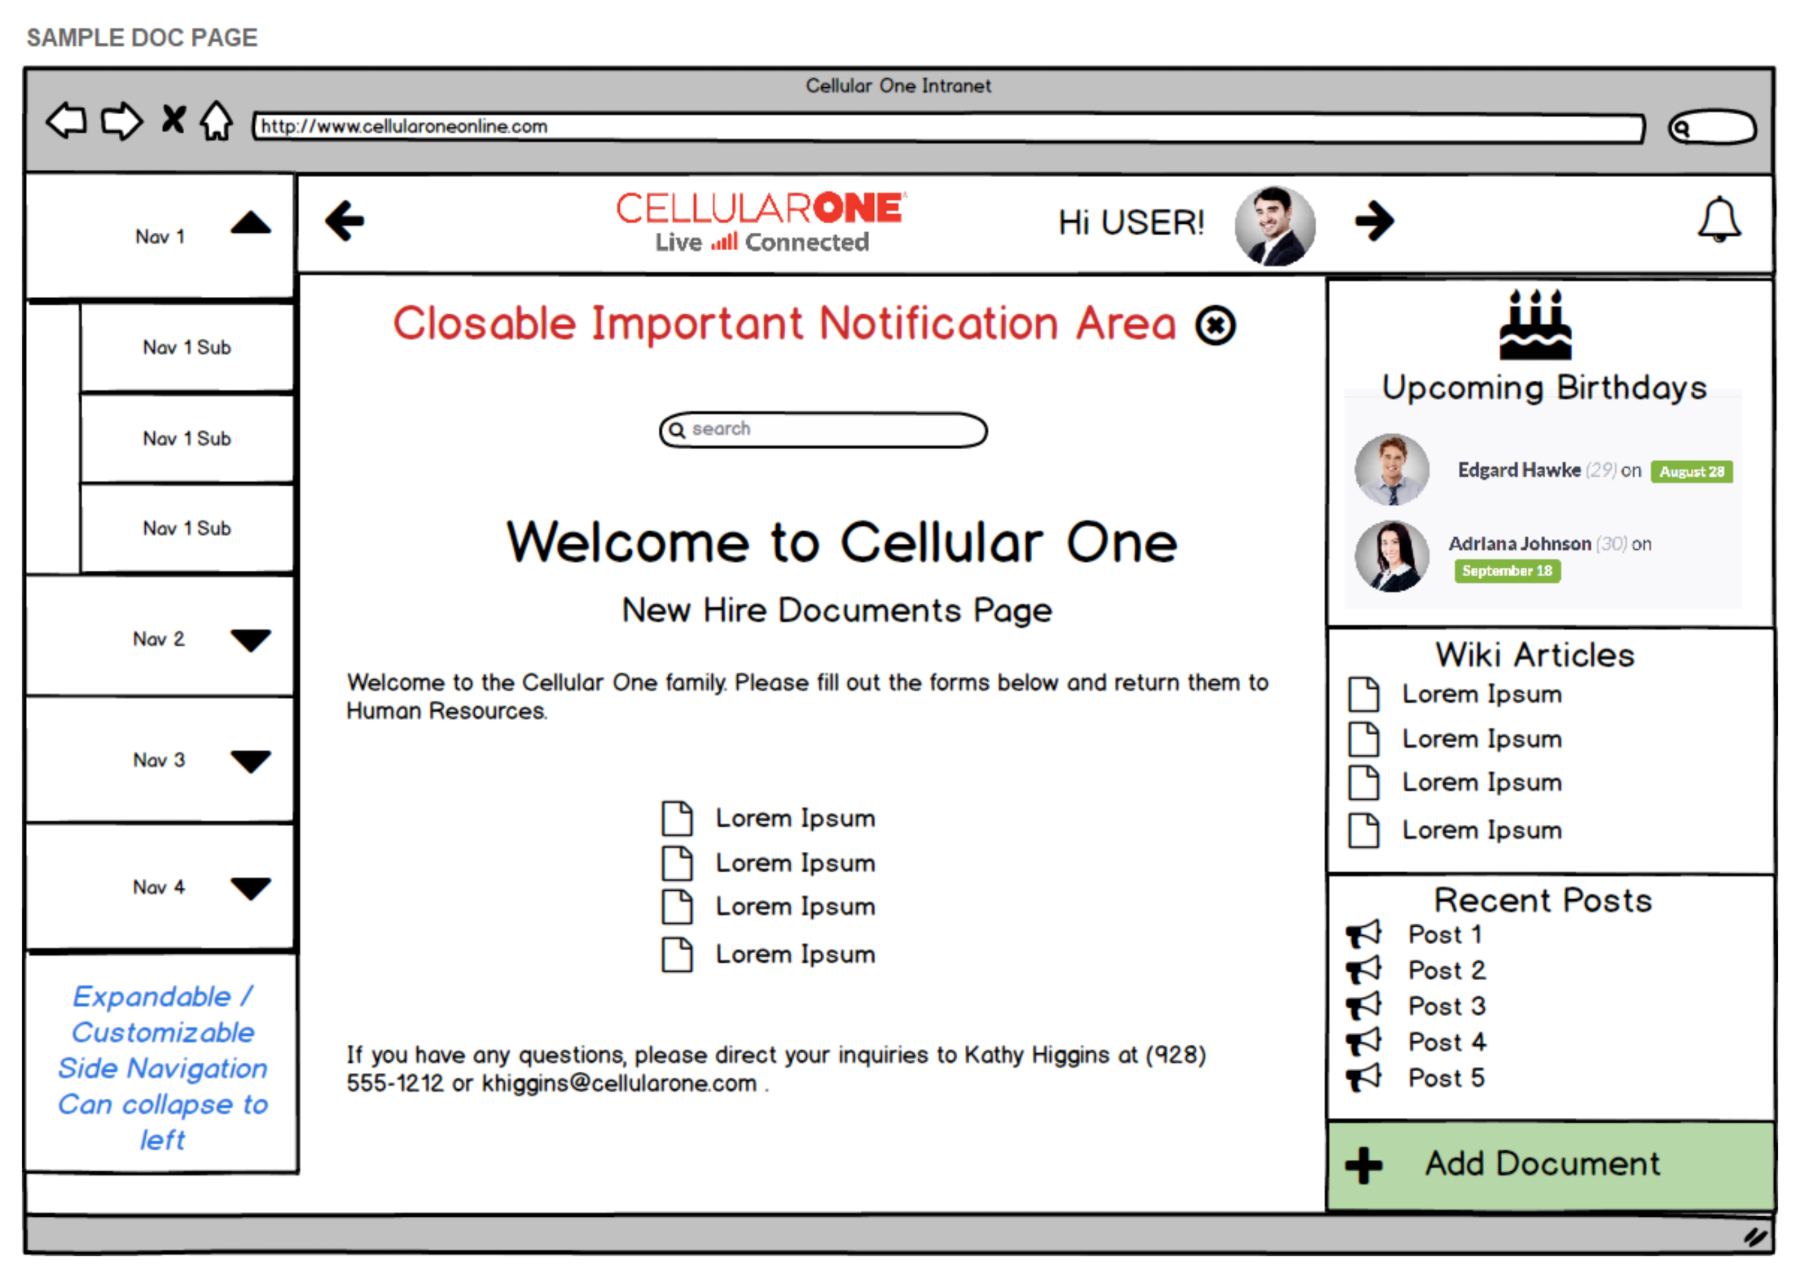 SAMPLE DOC PAGE
Cellular One Intranet
http://www.cellularoneonline.com
Nav 1
CELLULARONE
Live Connected
Hi USER!
Nav 1 Sub
Nav 1 Sub
Nav 1 Sub
Nav 2
Nav 3
Nav 4
Expandable /
Customizable
Side Navigation
Can collapse to
left
Closable Important Notification Area
search
Welcome to Cellular One
New Hire Documents Page
Welcome to the Cellular One family. Please fill out the forms below and return them to
Human Resources.
Lorem Ipsum
Lorem Ipsum
Lorem Ipsum
Lorem Ipsum
If you have any questions, please direct your inquiries to Kathy Higgins at (928)
555-1212 or khiggins@cellularone.com .
Upcoming Birthdays
Edgard Hawke (29) on August 28
Adriana Johnson (30) on
September 18
Wiki Articles
Lorem Ipsum
Lorem Ipsum
Lorem Ipsum
Lorem Ipsum
Recent Posts
Post 1
Post 2
Post 3
Post 4
Post 5
Add Document